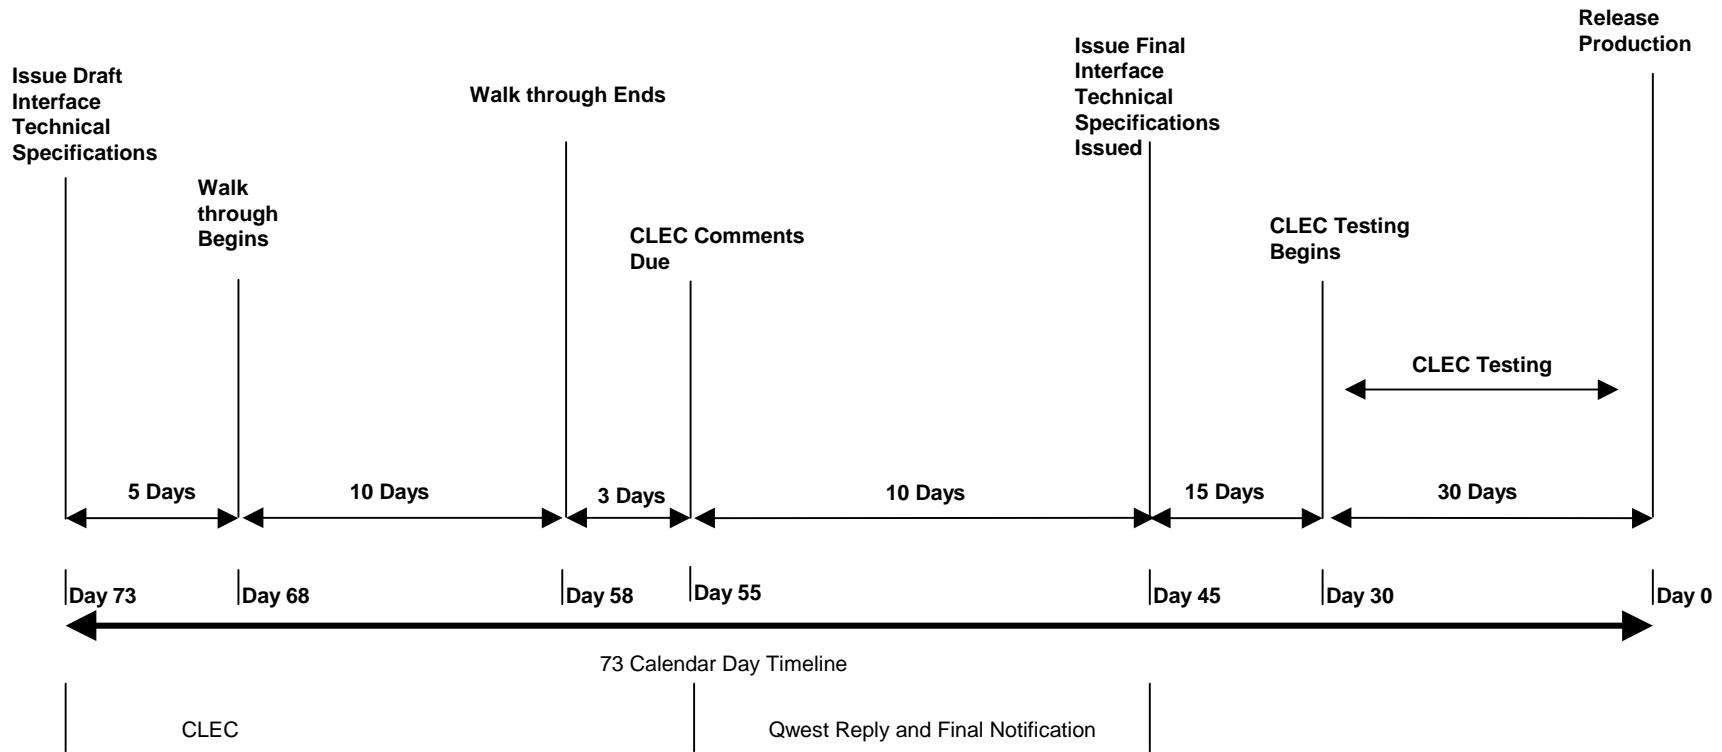 Release
Production
Issue Final
Interface
Technical
Specifications
Issued
Issue Draft
Interface
Technical
Specifications
Walk through Ends
Walk
through
Begins
CLEC Comments
Due
CLEC Testing
Begins
CLEC Testing
5 Days
10 Days
3 Days
10 Days
15 Days
30 Days
Day 73
Day 68
Day 58
Day 55
Day 45
Day 30
Day 0
73 Calendar Day Timeline
CLEC
Qwest Reply and Final Notification